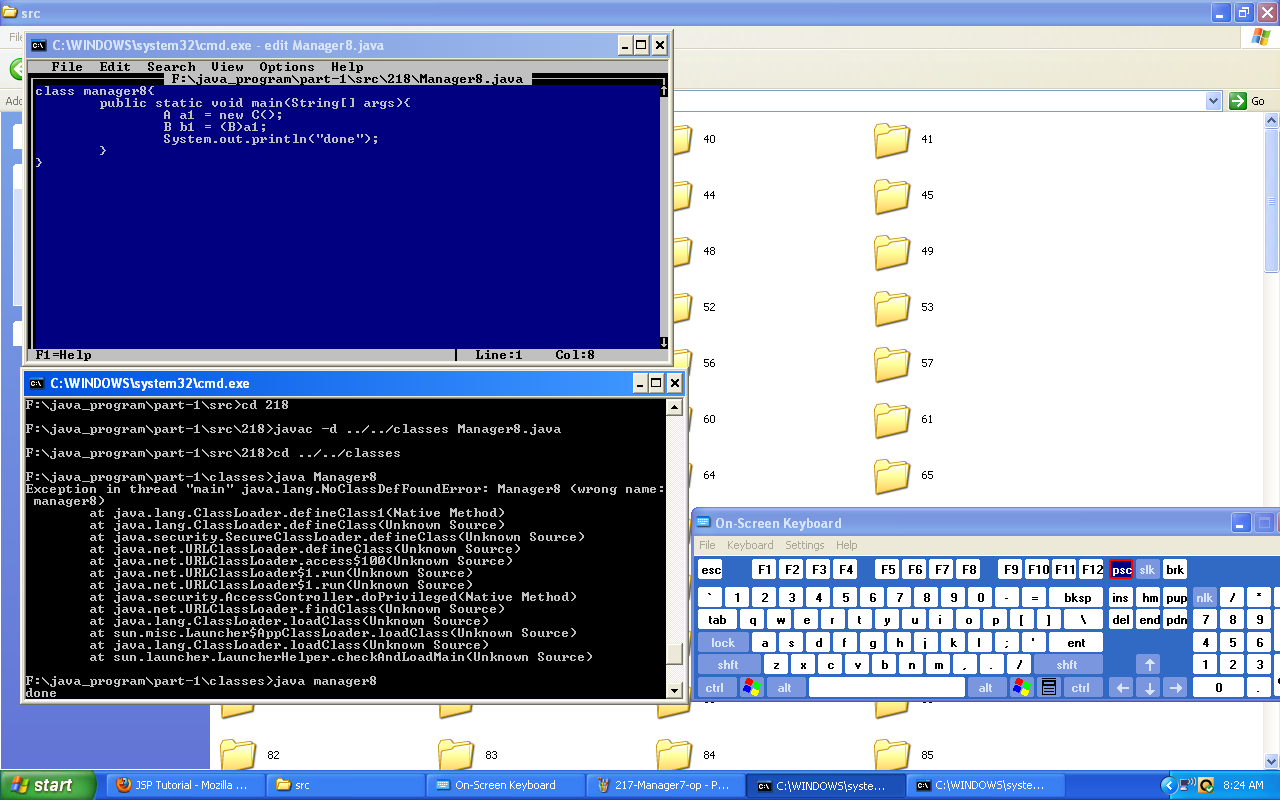 src
File
C:\WINDOWS\system32\cmd.exe - edit Manager8.java
File Edit Search View Options Help
F:\java_program\part-1\src\218\Manager8.java
class manager8{
public static void main(String[] args){
A a1 = new C();
B b1 = (B)a1;
System.out.println("done");
}
}
F1=Help Line:1 Col:8
Go
40 41
44 45
48 49
52 53
56 57
60 61
64 65
C:\WINDOWS\system32\cmd.exe
F:\java_program\part-1\src>cd 218
F:\java_program\part-1\src\218>javac -d ../../classes Manager8.java
F:\java_program\part-1\src\218>cd ../../classes
F:\java_program\part-1\classes>java Manager8
Exception in thread "main" java.lang.NoClassDefFoundError: Manager8 (wrong name:
manager8)
at java.lang.ClassLoader.defineClass1(Native Method)
at java.lang.ClassLoader.defineClass(Unknown Source)
at java.security.SecureClassLoader.defineClass(Unknown Source)
at java.net.URLClassLoader.defineClass(Unknown Source)
at java.net.URLClassLoader.access$100(Unknown Source)
at java.net.URLClassLoader$1.run(Unknown Source)
at java.net.URLClassLoader$1.run(Unknown Source)
at java.security.AccessController.doPrivileged(Native Method)
at java.net.URLClassLoader.findClass(Unknown Source)
at java.lang.ClassLoader.loadClass(Unknown Source)
at sun.misc.Launcher$AppClassLoader.loadClass(Unknown Source)
at java.lang.ClassLoader.loadClass(Unknown Source)
at sun.launcher.LauncherHelper.checkAndLoadMain(Unknown Source)
F:\java_program\part-1\classes>java manager8
done
On-Screen Keyboard
File Keyboard Settings Help
esc F1 F2 F3 F4 F5 F6 F7 F8 F9 F10 F11 F12 psc slk brk
` 1 2 3 4 5 6 7 8 9 0 - = bksp ins hm pup nlk / *
tab q w e r t y u i o p [ ] \ del end pdn 7 8 9
lock a s d f g h j k l ; ' ent 4 5 6
shft z x c v b n m , . / shft ↑ 1 2 3
ctrl alt alt ctrl ← ↓ → 0 .
82 83 84 85
start JSP Tutorial - Mozilla ... src On-Screen Keyboard 217-Manager7-op - P... C:\WINDOWS\syste... C:\WINDOWS\syste... 8:24 AM